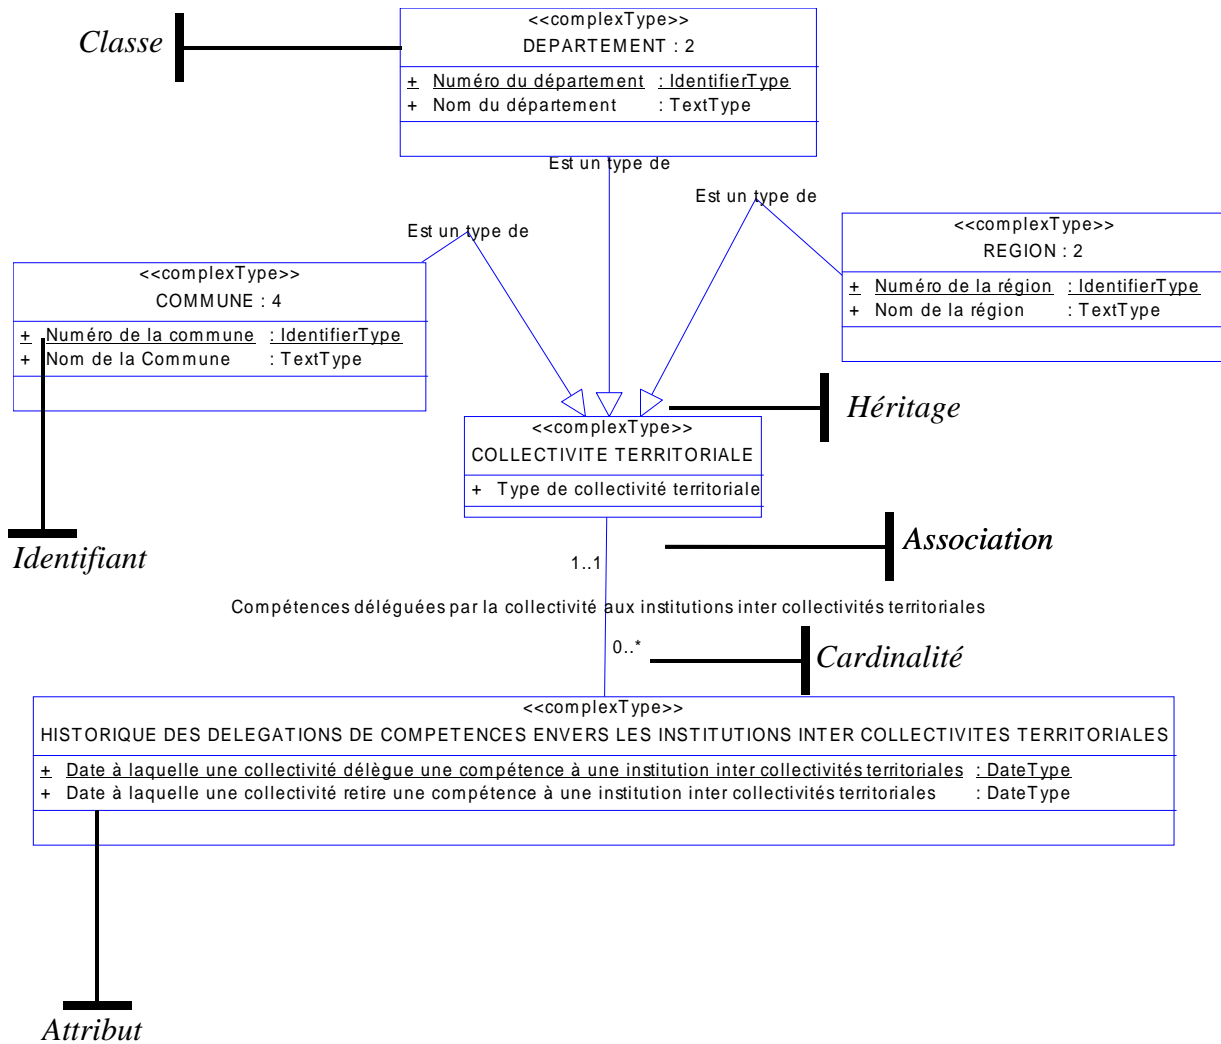 Classe
<<complexType>>
DEPARTEMENT : 2
+ Numéro du département : IdentifierType
+ Nom du département : TextType
Est un type de
Est un type de
Est un type de
<<complexType>>
REGION : 2
+ Numéro de la région : IdentifierType
+ Nom de la région : TextType
<<complexType>>
COMMUNE : 4
+ Numéro de la commune : IdentifierType
+ Nom de la Commune : TextType
Héritage
<<complexType>>
COLLECTIVITE TERRITORIALE
+ Type de collectivité territoriale
Identifiant
Association
1..1
Compétences déléguées par la collectivité aux institutions inter collectivités territoriales
0..*
Cardinalité
<<complexType>>
HISTORIQUE DES DELEGATIONS DE COMPETENCES ENVERS LES INSTITUTIONS INTER COLLECTIVITES TERRITORIALES
+ Date à laquelle une collectivité délègue une compétence à une institution inter collectivités territoriales : DateType
+ Date à laquelle une collectivité retire une compétence à une institution inter collectivités territoriales : DateType
Attribut